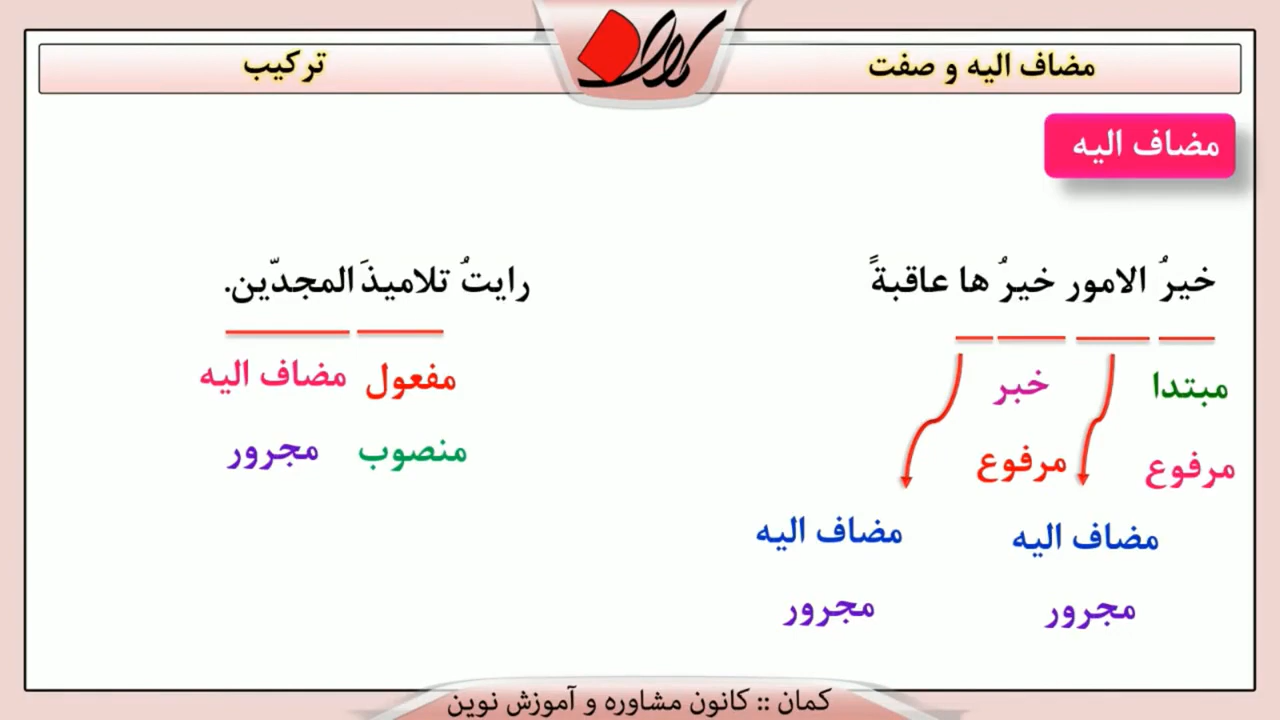 مضاف الیه و صفت
ترکیب
کمان
مضاف الیه
خیرُ الامور خیرُ ها عاقبةً
رایتُ تلامیذَ المجدّین.
مبتدا
خبر
مفعول
مضاف الیه
مرفوع
مرفوع
منصوب
مجرور
مضاف الیه
مضاف الیه
مجرور
مجرور
کمان :: کانون مشاوره و آموزش نوین